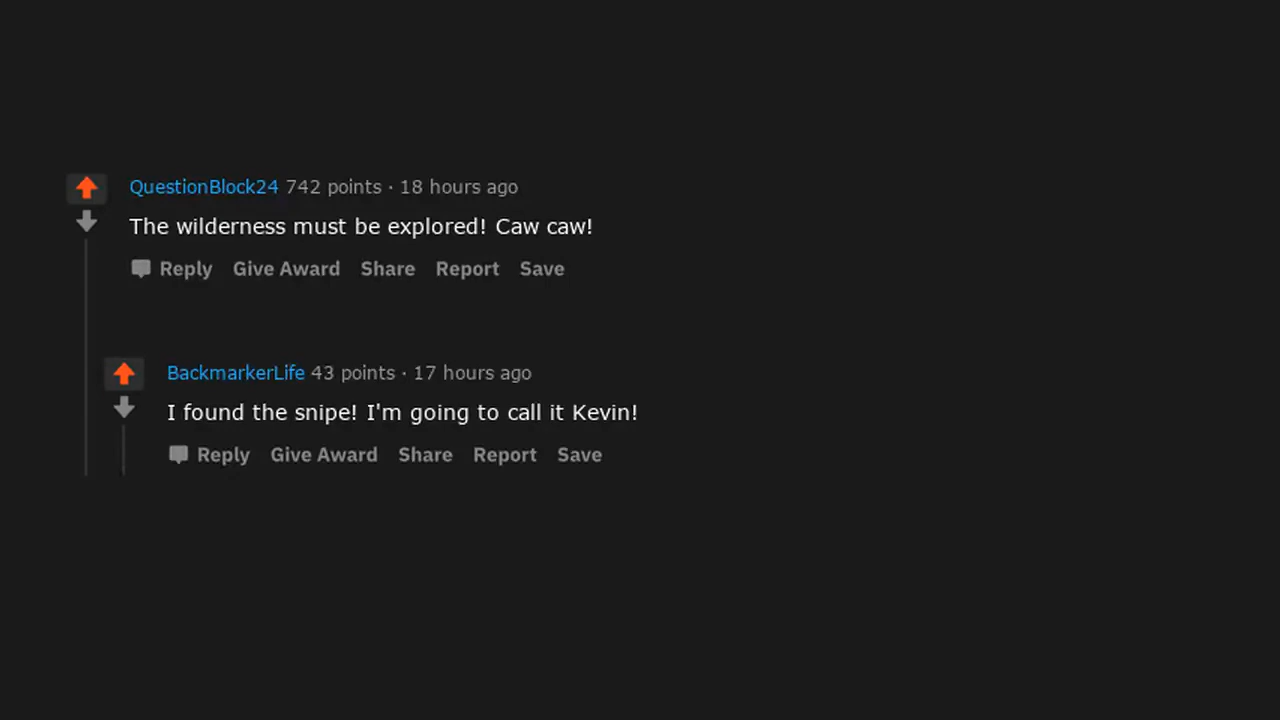 QuestionBlock24 742 points · 18 hours ago
The wilderness must be explored! Caw caw!
Reply Give Award Share Report Save
BackmarkerLife 43 points · 17 hours ago
I found the snipe! I'm going to call it Kevin!
Reply Give Award Share Report Save